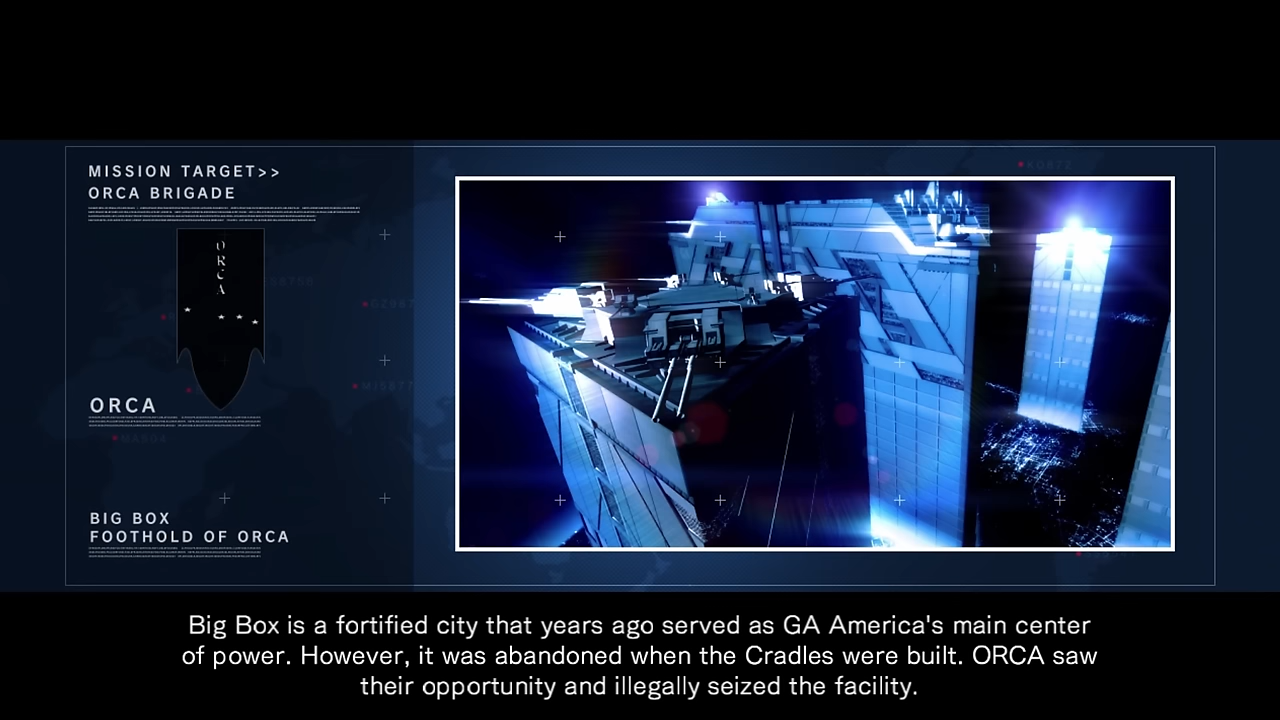 MISSION TARGET>>
ORCA BRIGADE
ORCA
ORCA
BIG BOX
FOOTHOLD OF ORCA
Big Box is a fortified city that years ago served as GA America's main center
of power. However, it was abandoned when the Cradles were built. ORCA saw
their opportunity and illegally seized the facility.